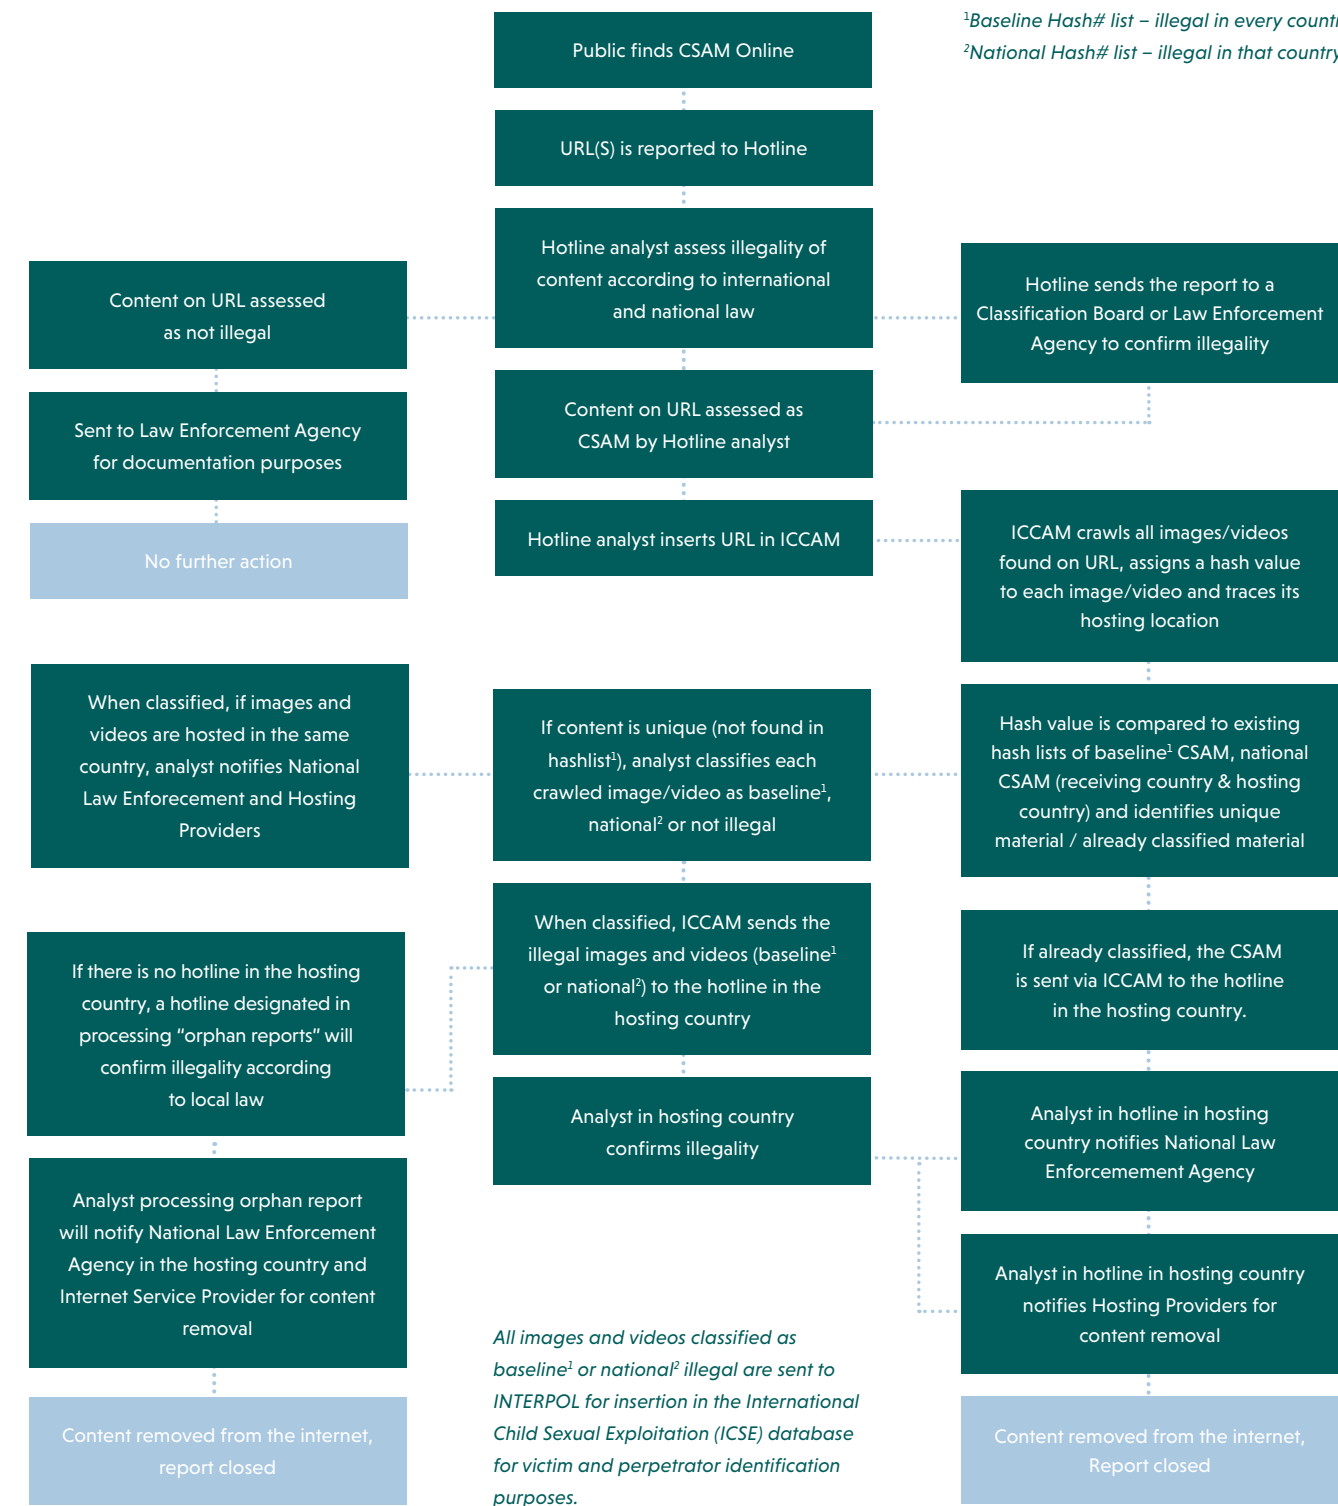 Public finds CSAM Online
¹Baseline Hash# list – illegal in every
²National Hash# list – illegal in that country
URL(S) is reported to Hotline
Hotline analyst assess illegality of
content according to international
and national law
Content on URL assessed
as not illegal
Hotline sends the report to a
Classification Board or Law Enforcement
Agency to confirm illegality
Sent to Law Enforcement Agency
for documentation purposes
Content on URL assessed as
CSAM by Hotline analyst
No further action
Hotline analyst inserts URL in ICCAM
ICCAM crawls all images/videos
found on URL, assigns a hash value
to each image/video and traces its
hosting location
When classified, if images and
videos are hosted in the same
country, analyst notifies National
Law Enforecement and Hosting
Providers
If content is unique (not found in
hashlist¹), analyst classifies each
crawled image/video as baseline¹,
national² or not illegal
Hash value is compared to existing
hash lists of baseline¹ CSAM, national
CSAM (receiving country & hosting
country) and identifies unique
material / already classified material
If there is no hotline in the hosting
country, a hotline designated in
processing “orphan reports” will
confirm illegality according
to local law
When classified, ICCAM sends the
illegal images and videos (baseline¹
or national²) to the hotline in the
hosting country
If already classified, the CSAM
is sent via ICCAM to the hotline
in the hosting country.
Analyst in hosting country
confirms illegality
Analyst in hotline in hosting
country notifies National Law
Enforcemement Agency
Analyst processing orphan report
will notify National Law Enforcement
Agency in the hosting country and
Internet Service Provider for content
removal
Analyst in hotline in hosting country
notifies Hosting Providers for
content removal
Content removed from the internet,
report closed
All images and videos classified as
baseline¹ or national² illegal are sent to
INTERPOL for insertion in the International
Child Sexual Exploitation (ICSE) database
for victim and perpetrator identification
purposes.
Content removed from the internet,
Report closed